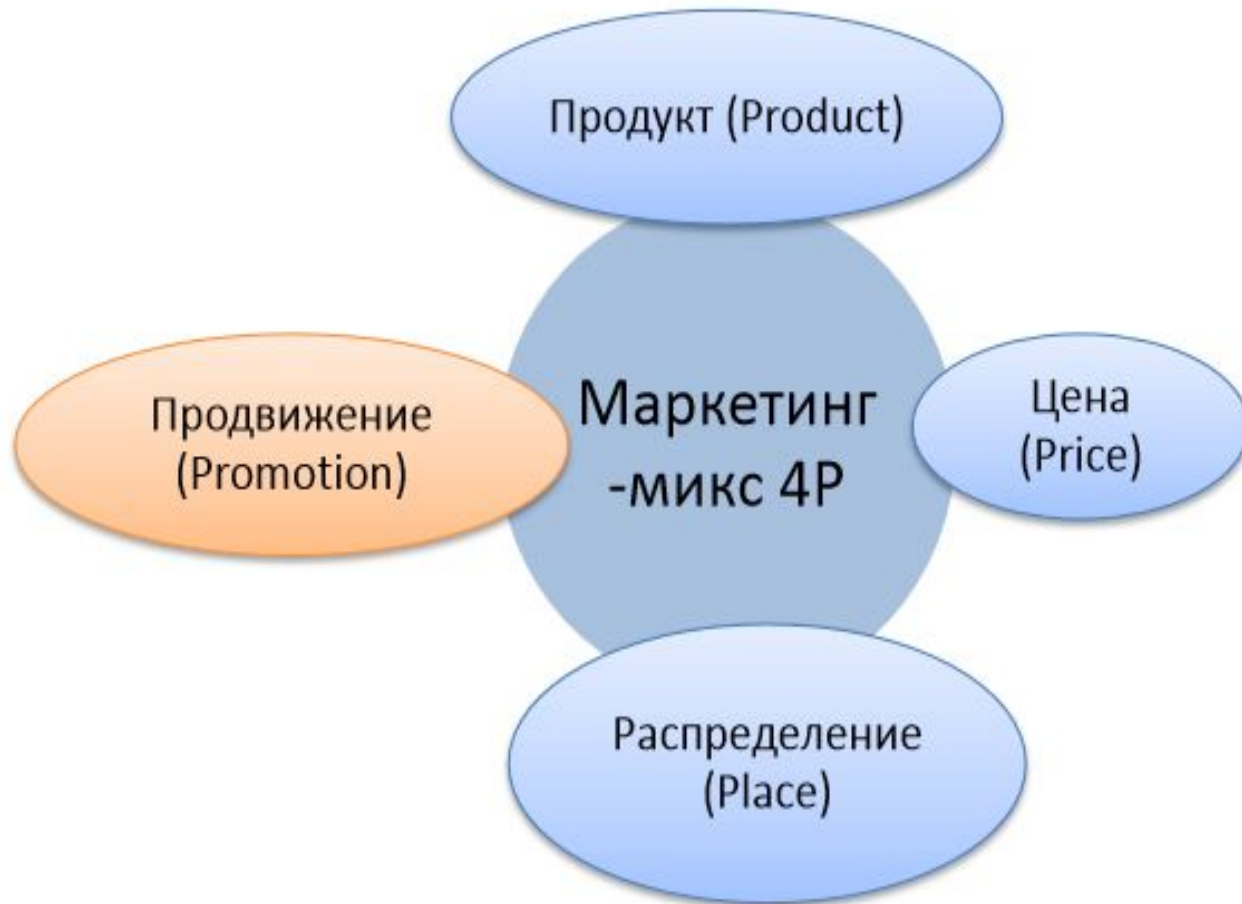 Продукт (Product)
Продвижение
(Promotion)
Маркетинг
-микс 4P
Цена
(Price)
Распределение
(Place)